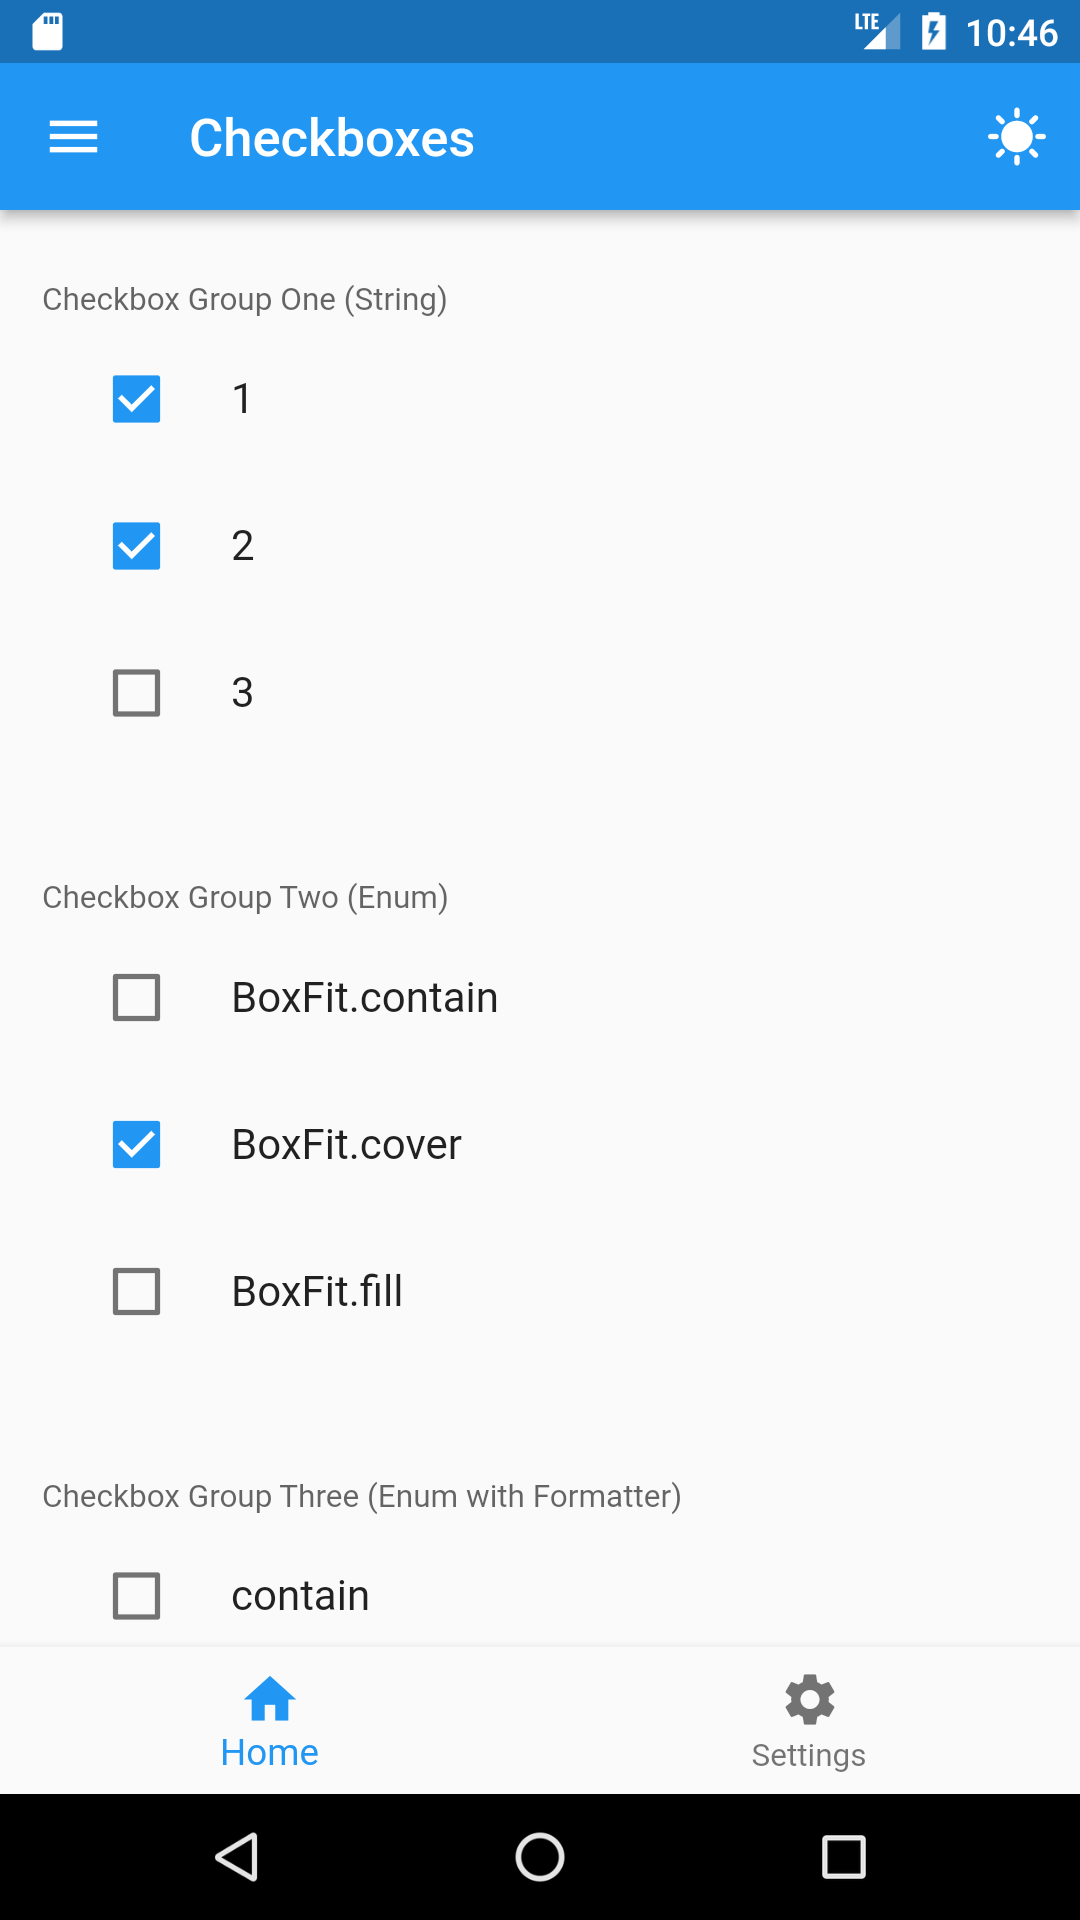 LTE 10:46
Checkboxes
Checkbox Group One (String)
1
2
3
Checkbox Group Two (Enum)
BoxFit.contain
BoxFit.cover
BoxFit.fill
Checkbox Group Three (Enum with Formatter)
contain
Home
Settings